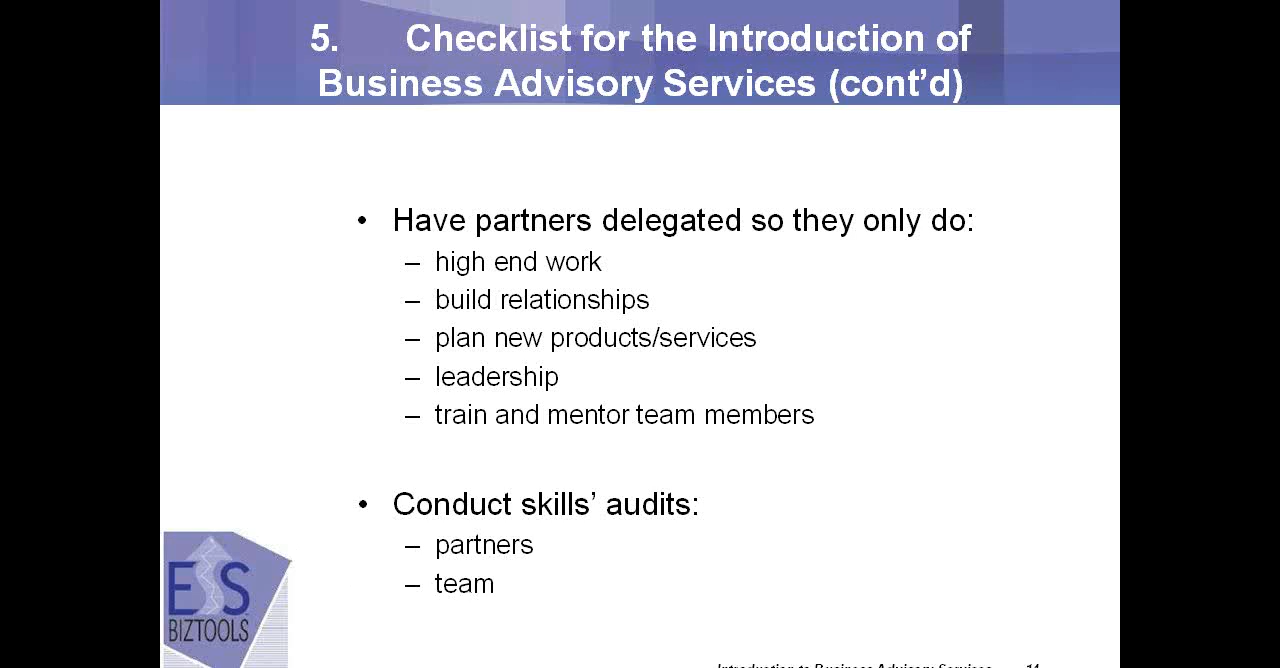 5. Checklist for the Introduction of
Business Advisory Services (cont’d)
• Have partners delegated so they only do:
– high end work
– build relationships
– plan new products/services
– leadership
– train and mentor team members
• Conduct skills’ audits:
– partners
– team
ESS
BIZTOOLS
Introduction to Business Advisory Services 14